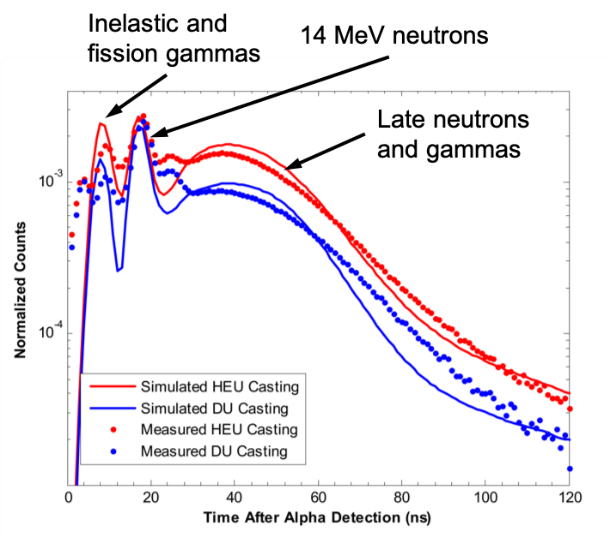 Inelastic and
fission gammas
14 MeV neutrons
Late neutrons
and gammas
Normalized Counts
10-3
10-4
Simulated HEU Casting
Simulated DU Casting
Measured HEU Casting
Measured DU Casting
0 20 40 60 80 100 120
Time After Alpha Detection (ns)